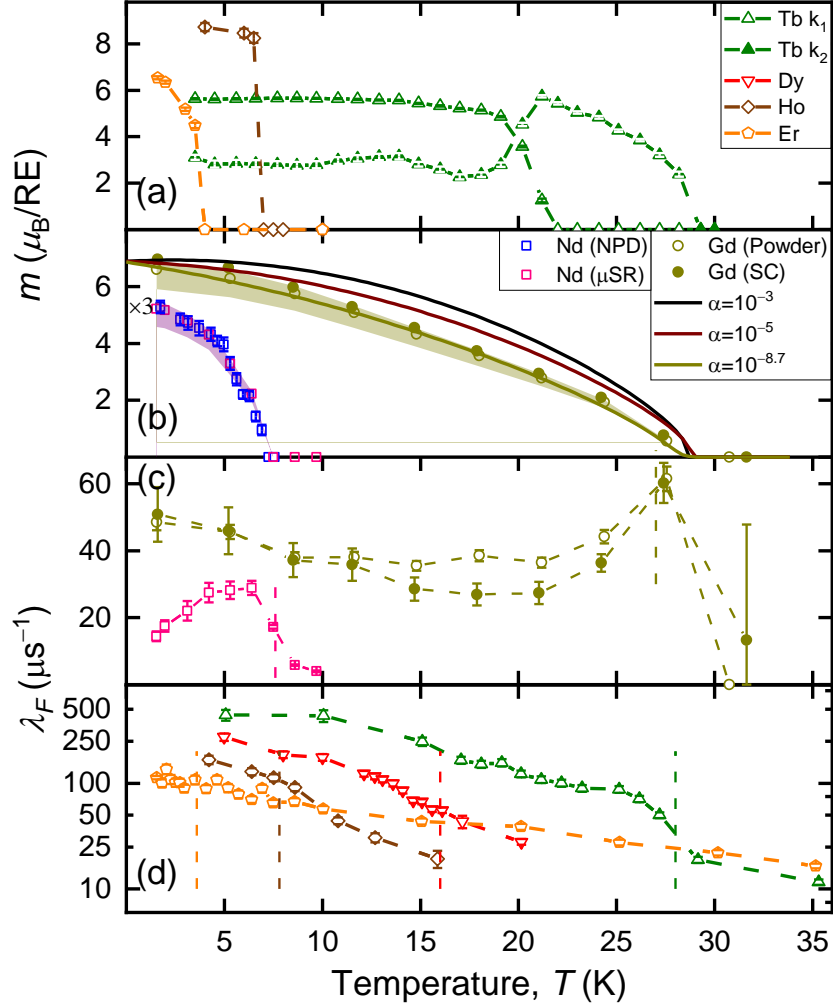 8
6
4
2
(a)
Tb k1
Tb k2
Dy
Ho
Er
m (μB/RE)
6
4
2
×3
(b)
Nd (NPD)
Nd (μSR)
Gd (Powder)
Gd (SC)
α=10−3
α=10−5
α=10−8.7
60
40
20
(c)
λF (μs−1)
500
250
100
50
25
10
(d)
5 10 15 20 25 30 35
Temperature, T (K)